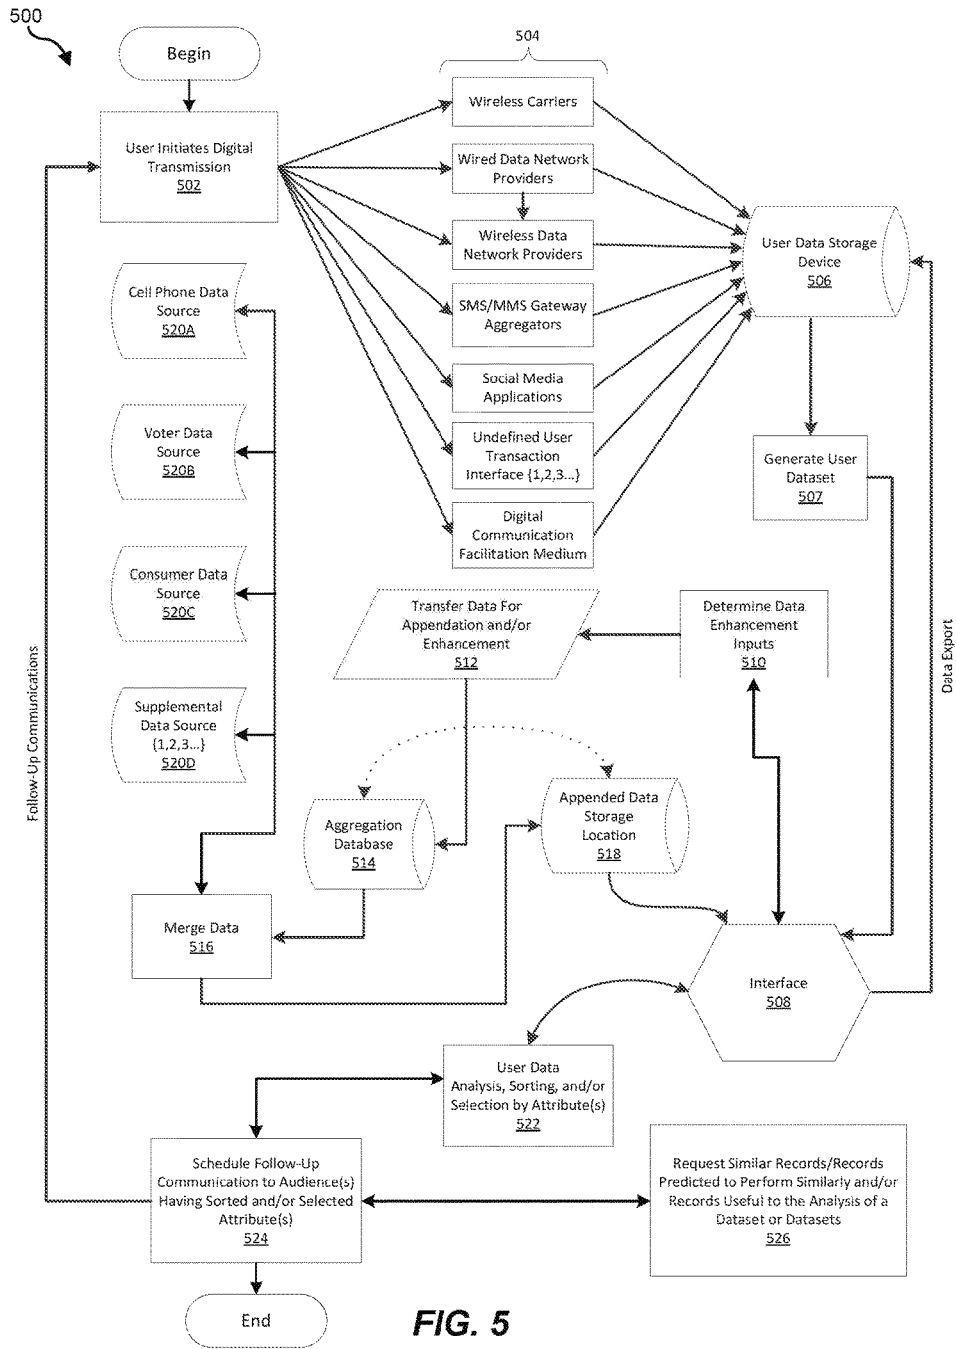 500
Begin
504
User Initiates Digital
Transmission
502
Wireless Carriers
Wired Data Network
Providers
Wireless Data
Network Providers
SMS/MMS Gateway
Aggregators
Social Media
Applications
Undefined User
Transaction
Interface {1,2,3...}
Digital
Communication
Facilitation Medium
User Data Storage
Device
506
Generate User
Dataset
507
Cell Phone Data
Source
520A
Voter Data
Source
520B
Consumer Data
Source
520C
Supplemental
Data Source
{1,2,3...}
520D
Transfer Data For
Appendation and/or
Enhancement
512
Determine Data
Enhancement
Inputs
510
Follow-Up Communications
Data Export
Aggregation
Database
514
Appended Data
Storage
Location
518
Merge Data
516
Interface
508
User Data
Analysis, Sorting, and/or
Selection by Attribute(s)
522
Schedule Follow-Up
Communication to Audience(s)
Having Sorted and/or Selected
Attribute(s)
524
Request Similar Records/Records
Predicted to Perform Similarly and/or
Records Useful to the Analysis of a
Dataset or Datasets
526
End
FIG. 5